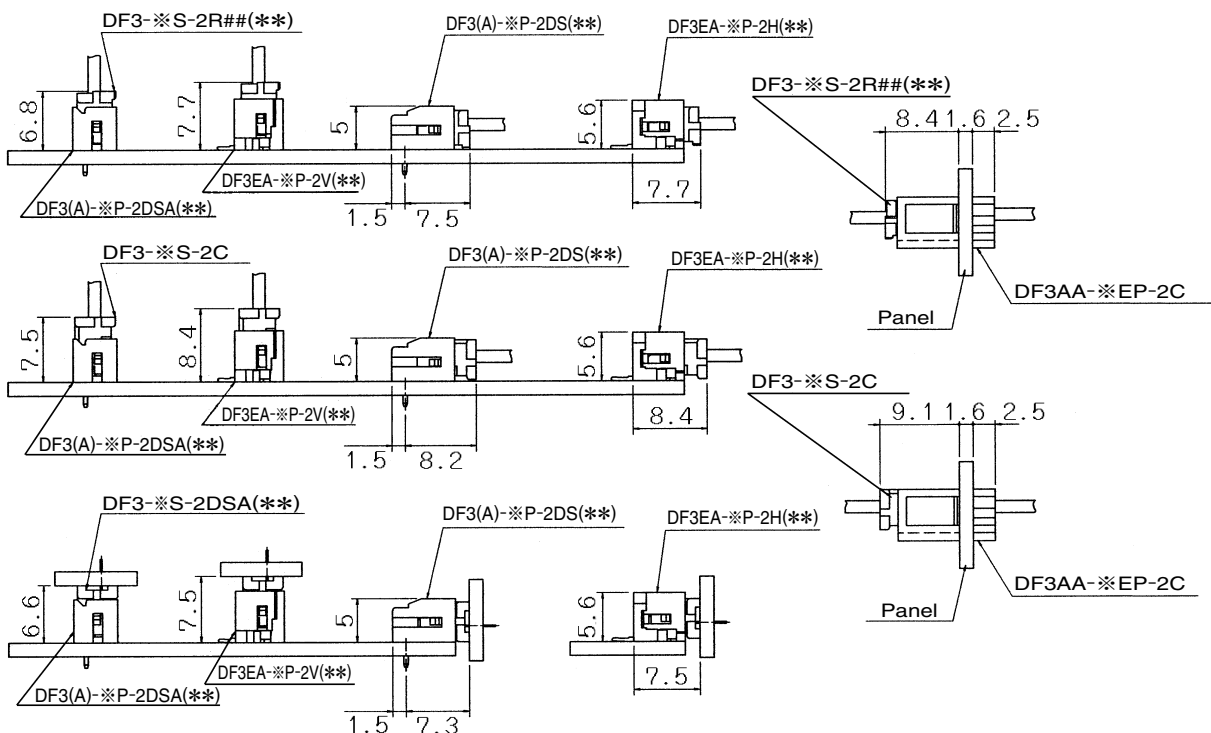 DF3-※S-2R##(**)
DF3(A)-※P-2DS(**)
DF3EA-※P-2H(**)
6.8
7.7
5
5.6
DF3EA-※P-2V(**)
DF3(A)-※P-2DSA(**)
1.5 7.5
7.7
DF3-※S-2R##(**)
8.4 1.6 2.5
DF3AA-※EP-2C
Panel
DF3-※S-2C
DF3(A)-※P-2DS(**)
DF3EA-※P-2H(**)
7.5
8.4
5
5.6
DF3EA-※P-2V(**)
DF3(A)-※P-2DSA(**)
1.5 8.2
8.4
DF3-※S-2C
9.1 1.6 2.5
DF3AA-※EP-2C
Panel
DF3-※S-2DSA(**)
DF3(A)-※P-2DS(**)
DF3EA-※P-2H(**)
6.6
7.5
5
5.6
DF3EA-※P-2V(**)
DF3(A)-※P-2DSA(**)
1.5 7.3
7.5